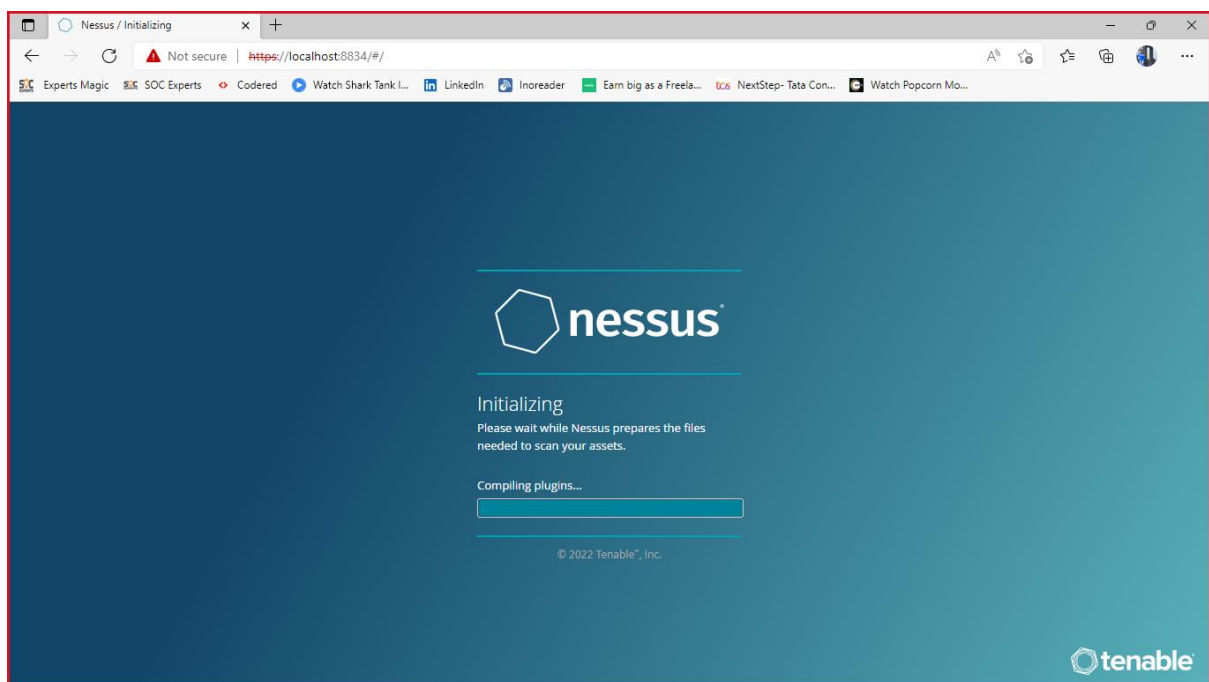 Nessus / Initializing
Not secure https://localhost:8834/#/
Experts Magic SOC Experts Codered Watch Shark Tank I... LinkedIn Inoreader Earn big as a Freela... tcs NextStep- Tata Con... Watch Popcorn Mo...
nessus
Initializing
Please wait while Nessus prepares the files
needed to scan your assets.
Compiling plugins...
© 2022 Tenable™, Inc.
tenable